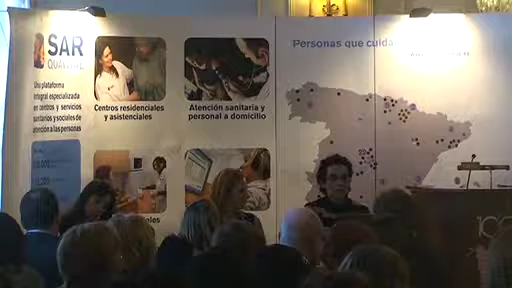 SAR
QUAVITAE
Una plataforma
integral especializada
en centros y servicios
sanitarios y sociales de
atención a las personas
Centros residenciales
y asistenciales
Atención sanitaria y
personal a domicilio
Personas que cuida